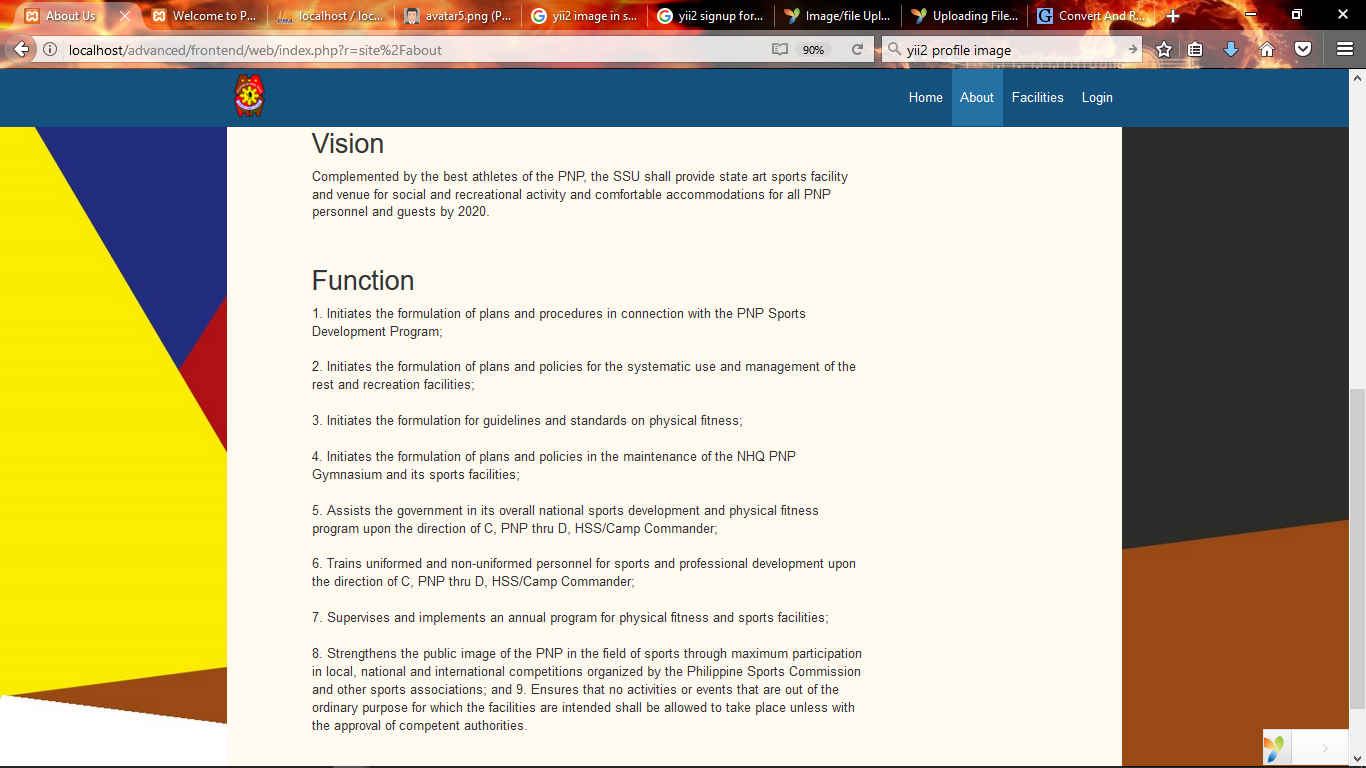 About Us
Welcome to P...
PMA
localhost / loc...
avatar5.png (P...
yii2 image in s...
yii2 signup for...
Image/file Upl...
Uploading File...
Convert And R...
localhost/advanced/frontend/web/index.php?r=site%2Fabout
90%
yii2 profile image
Home
About
Facilities
Login
Vision
Complemented by the best athletes of the PNP, the SSU shall provide state art sports facility
and venue for social and recreational activity and comfortable accommodations for all PNP
personnel and guests by 2020.
Function
1. Initiates the formulation of plans and procedures in connection with the PNP Sports
Development Program;
2. Initiates the formulation of plans and policies for the systematic use and management of the
rest and recreation facilities;
3. Initiates the formulation for guidelines and standards on physical fitness;
4. Initiates the formulation of plans and policies in the maintenance of the NHQ PNP
Gymnasium and its sports facilities;
5. Assists the government in its overall national sports development and physical fitness
program upon the direction of C, PNP thru D, HSS/Camp Commander;
6. Trains uniformed and non-uniformed personnel for sports and professional development upon
the direction of C, PNP thru D, HSS/Camp Commander;
7. Supervises and implements an annual program for physical fitness and sports facilities;
8. Strengthens the public image of the PNP in the field of sports through maximum participation
in local, national and international competitions organized by the Philippine Sports Commission
and other sports associations; and 9. Ensures that no activities or events that are out of the
ordinary purpose for which the facilities are intended shall be allowed to take place unless with
the approval of competent authorities.